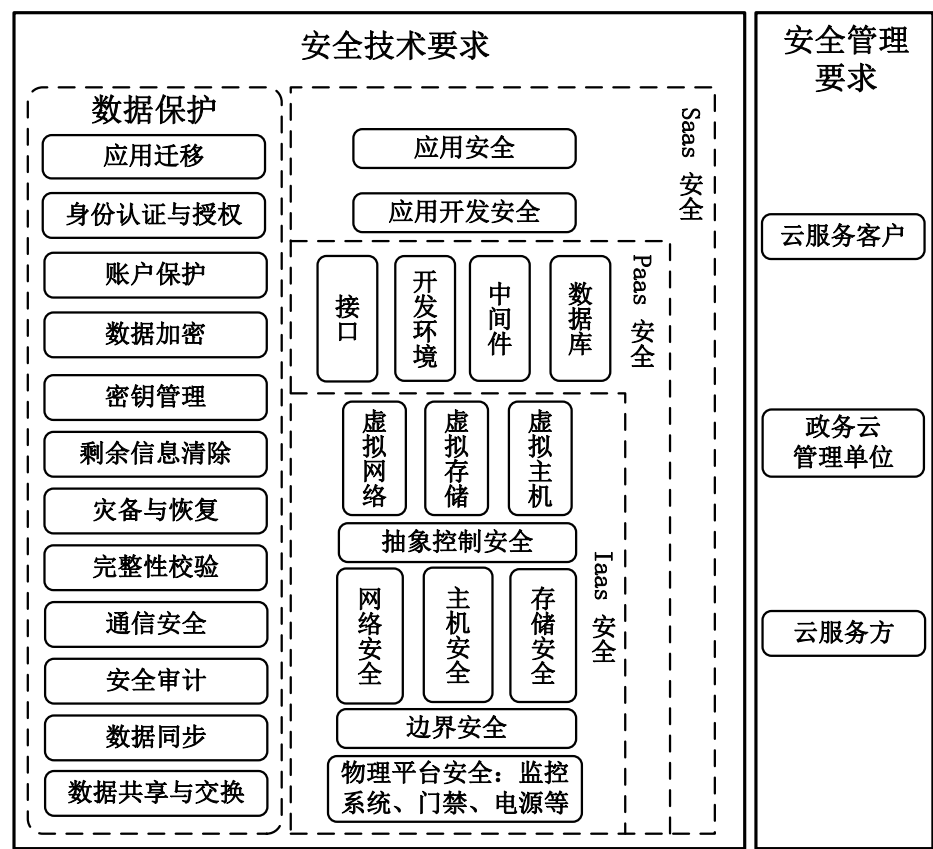 安全技术要求
数据保护
应用迁移
身份认证与授权
账户保护
数据加密
密钥管理
剩余信息清除
灾备与恢复
完整性校验
通信安全
安全审计
数据同步
数据共享与交换
Saas 安全
应用安全
应用开发安全
Paas 安全
接口
开发环境
中间件
数据库
Iaas 安全
虚拟网络
虚拟存储
虚拟主机
抽象控制安全
网络安全
主机安全
存储安全
边界安全
物理平台安全：监控
系统、门禁、电源等
安全管理
要求
云服务客户
政务云
管理单位
云服务方